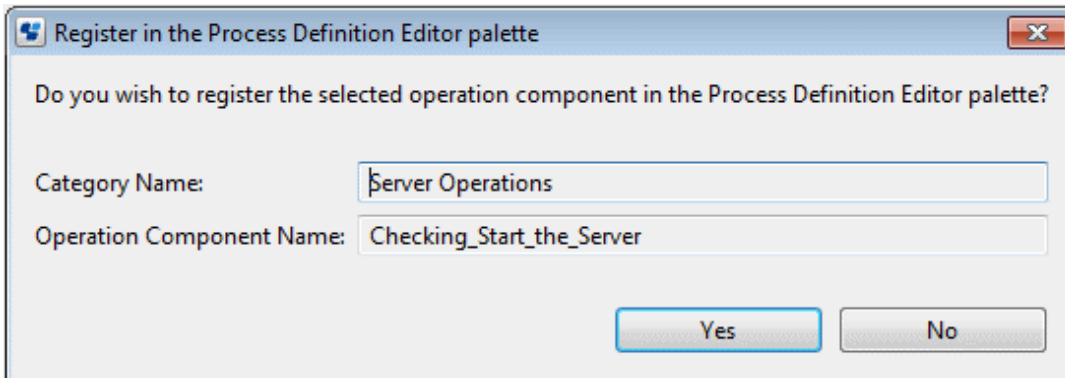 Register in the Process Definition Editor palette
Do you wish to register the selected operation component in the Process Definition Editor palette?
Category Name: Server Operations
Operation Component Name: Checking_Start_the_Server
Yes No